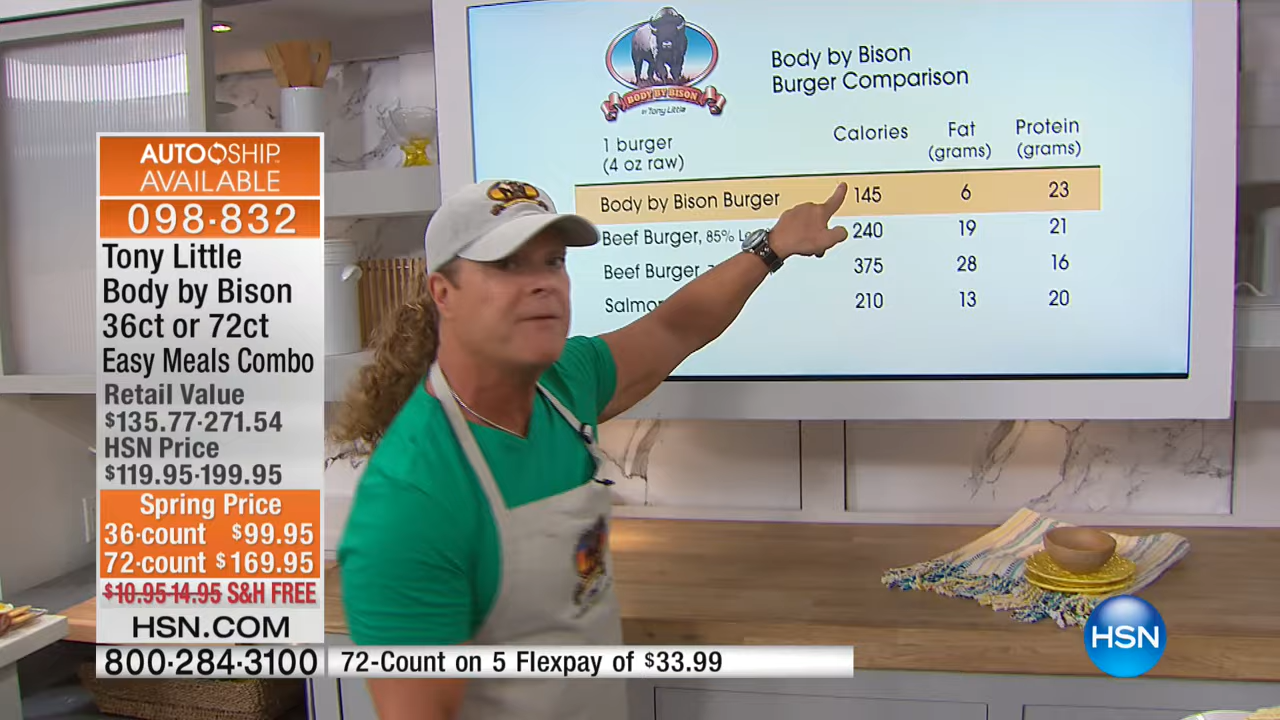 AUTOSHIP
AVAILABLE
098-832
Tony Little
Body by Bison
36ct or 72ct
Easy Meals Combo
Retail Value
$135.77-271.54
HSN Price
$119.95-199.95
Spring Price
36-count $99.95
72-count $169.95
$10.95-14.95 S&H FREE
HSN.COM
800-284-3100
72-Count on 5 Flexpay of $33.99
BODY BY BISON
Tony Little
Body by Bison
Burger Comparison
1 burger
(4 oz raw)
Calories
Fat
(grams)
Protein
(grams)
Body by Bison Burger 145 6 23
Beef Burger, 85% 240 19 21
Beef Burger 375 28 16
210 13 20
HSN